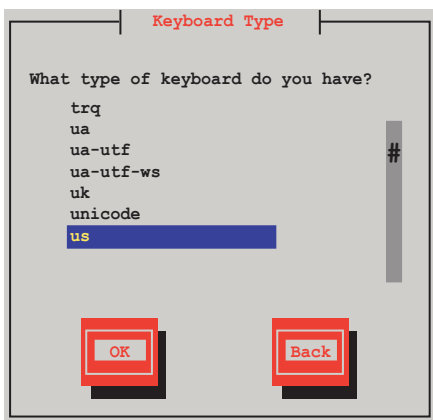 Keyboard Type
What type of keyboard do you have?
trq
ua
ua-utf
ua-utf-ws
uk
unicode
us
#
OK Back